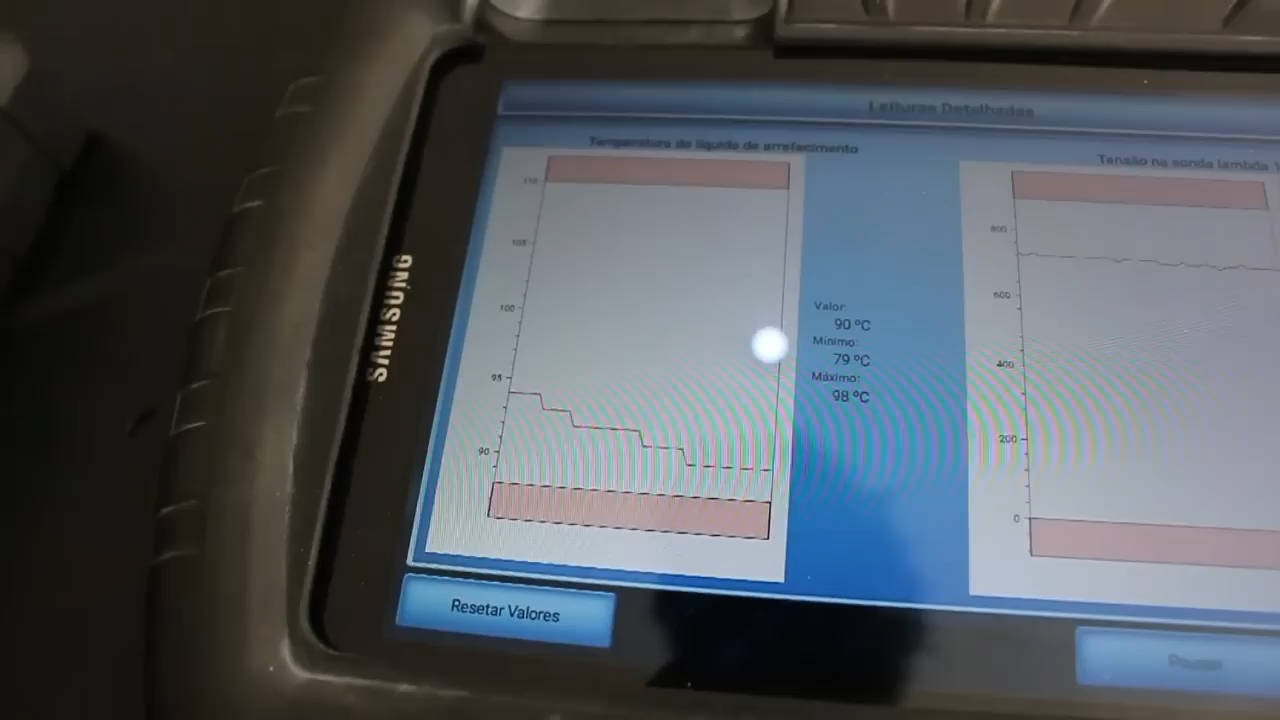 Leituras Detalhadas
Temperatura do líquido de arrefecimento
110
105
100
95
90
Valor:
90 ºC
Mínimo:
79 ºC
Máximo:
98 ºC
Tensão na sonda lambda
800
600
400
200
0
SAMSUNG
Resetar Valores
Pausar